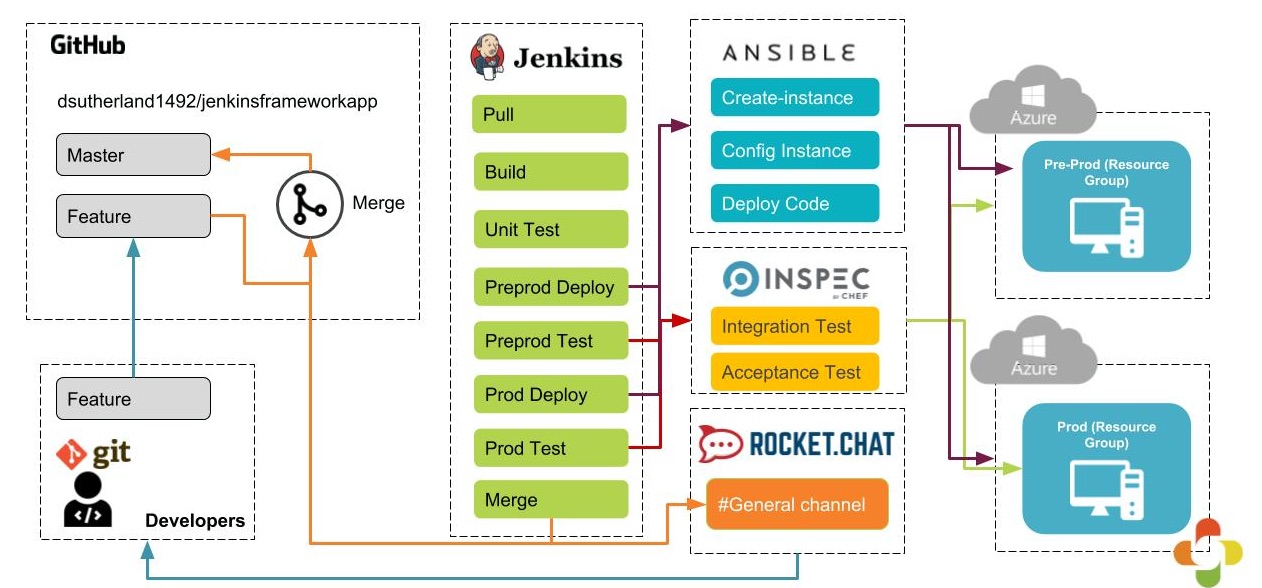 GitHub
dsutherland1492/jenkinsframeworkapp
Master
Feature
Merge
Feature
git
</>
Developers
Jenkins
Pull
Build
Unit Test
Preprod Deploy
Preprod Test
Prod Deploy
Prod Test
Merge
ANSIBLE
Create-instance
Config Instance
Deploy Code
INSPEC
BY CHEF
Integration Test
Acceptance Test
ROCKET.CHAT
#General channel
Azure
Pre-Prod (Resource
Group)
Azure
Prod (Resource
Group)